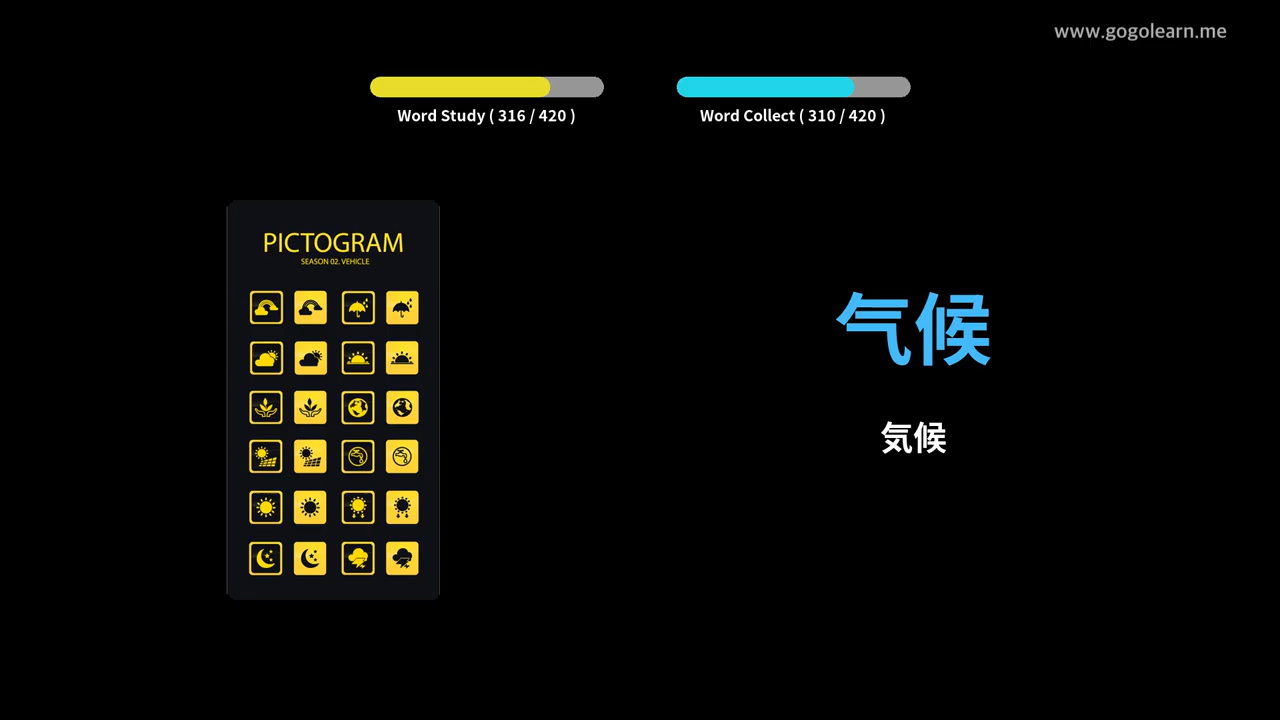 www.gogolearn.me
Word Study ( 316 / 420 )
Word Collect ( 310 / 420 )
PICTOGRAM
SEASON 02. VEHICLE
气候
気候